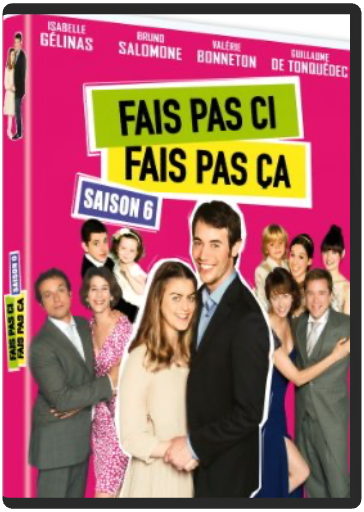 ISABELLE
GÉLINAS
BRUNO
SALOMONE
VALÉRIE
BONNETON
GUILLAUME
DE TONQUÉDEC
FAIS PAS CI
FAIS PAS ÇA
SAISON 6
FAIS PAS CI
FAIS PAS ÇA
SAISON 6